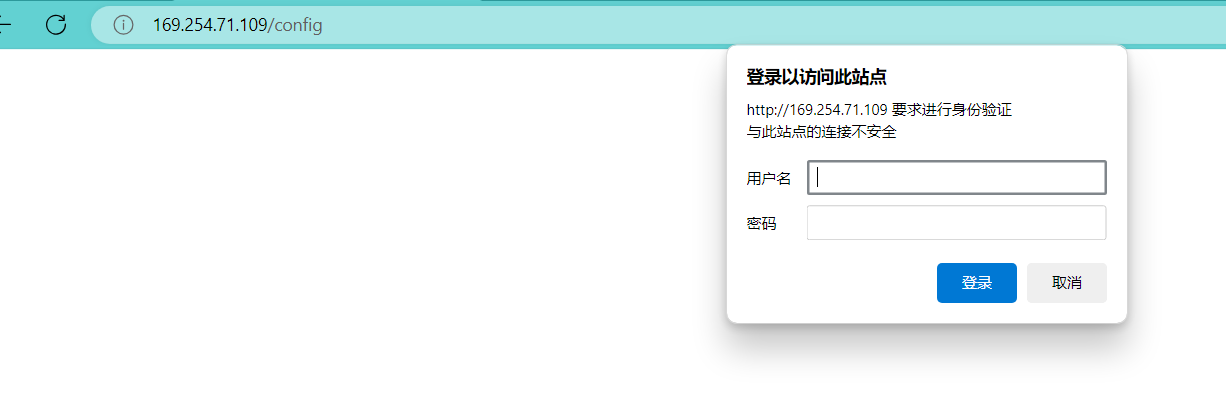 169.254.71.109/config
登录以访问此站点
http://169.254.71.109 要求进行身份验证
与此站点的连接不安全
用户名
密码
登录 取消